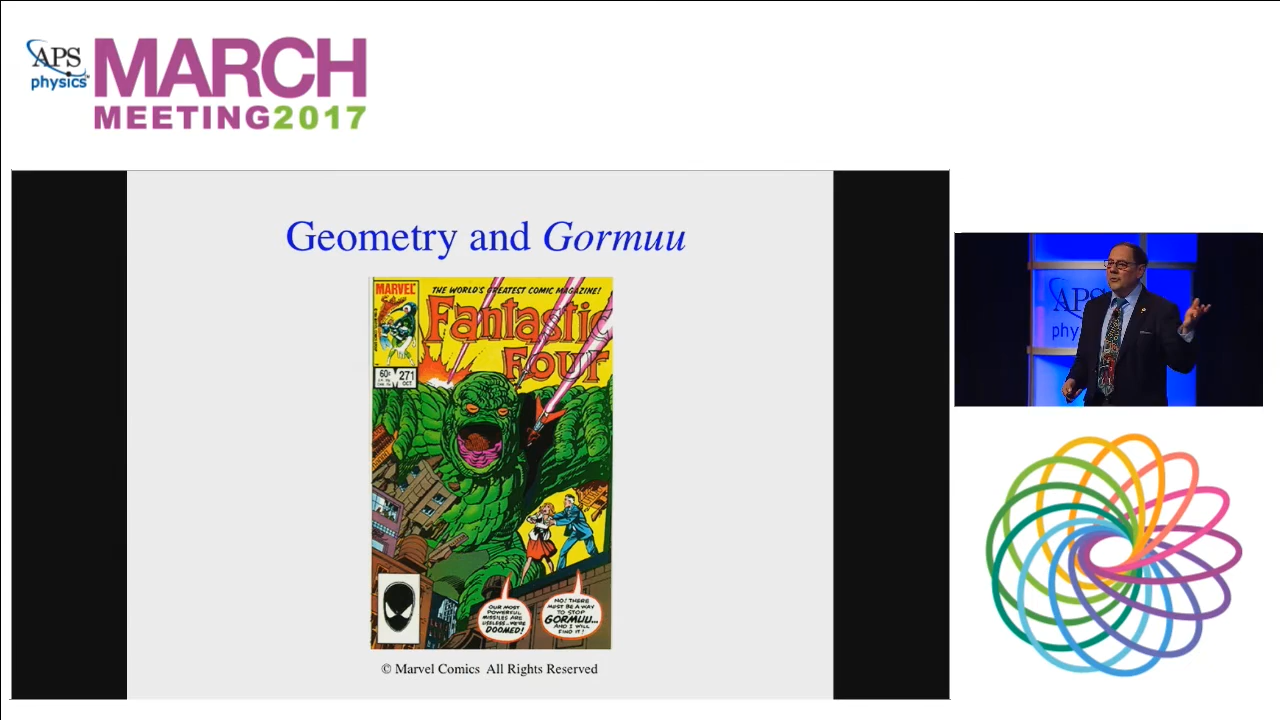 APS
physics
MARCH
MEETING2017
Geometry and Gormuu
MARVEL
THE WORLD'S GREATEST COMIC MAGAZINE!
Fantastic
Four
60¢
271
OCT
OUR MOST
POWERFUL
MISSILES ARE
USELESS...WE'RE
DOOMED!
NO! THERE
MUST BE A WAY
TO STOP
GORMUU...
AND I WILL
FIND IT!
© Marvel Comics All Rights Reserved
APS
phy